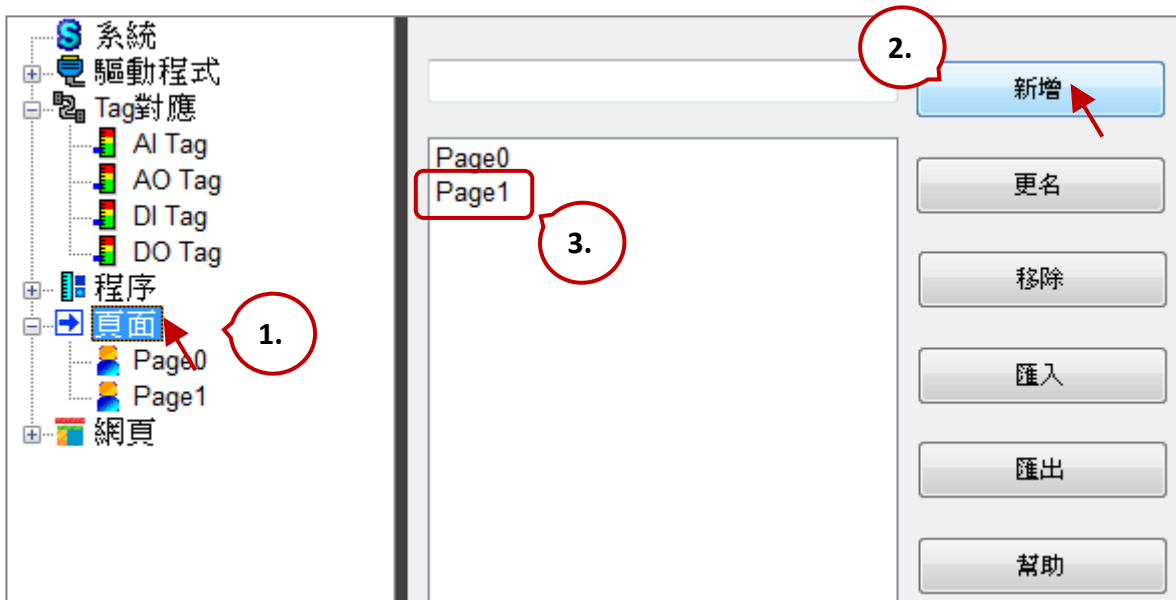 系統
驅動程式
Tag對應
AI Tag
AO Tag
DI Tag
DO Tag
程序
頁面
Page0
Page1
網頁
1.
2.
Page0
Page1
3.
新增
更名
移除
匯入
匯出
幫助